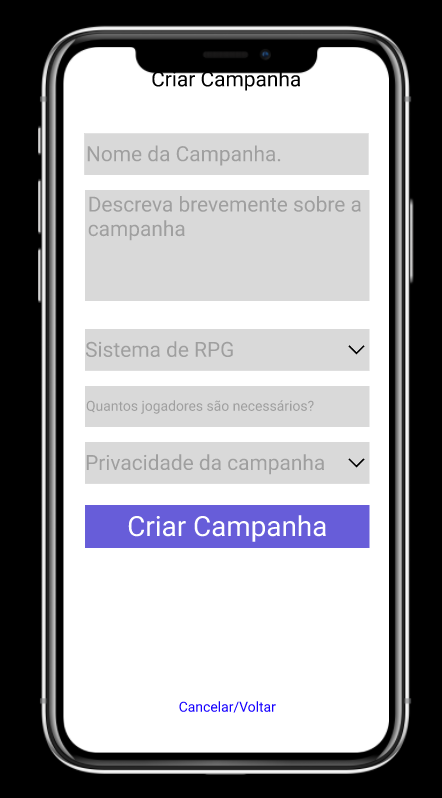 Criar Campanha
Nome da Campanha.
Descreva brevemente sobre a
campanha
Sistema de RPG
Quantos jogadores são necessários?
Privacidade da campanha
Criar Campanha
Cancelar/Voltar